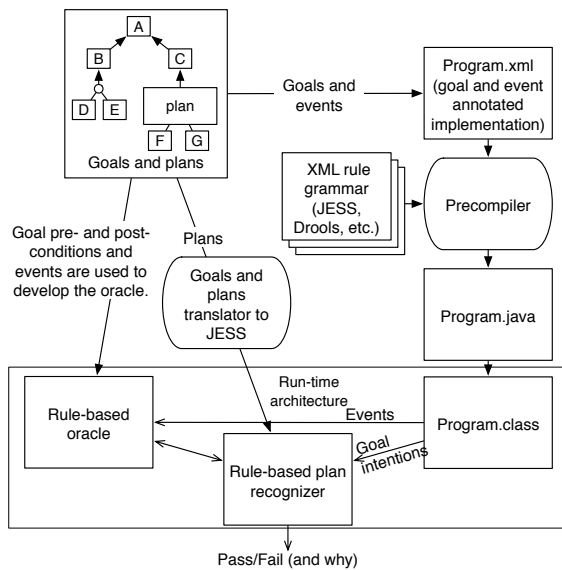 A
B
C
plan
D
E
F
G
Goals and plans
Goals and
events
Program.xml
(goal and event
annotated
implementation)
XML rule
grammar
(JESS,
Drools, etc.)
Precompiler
Goal pre- and post-
conditions and
events are used to
develop the oracle.
Plans
Goals and
plans
translator to
JESS
Program.java
Run-time
architecture
Rule-based
oracle
Events
Program.class
Goal
intentions
Rule-based plan
recognizer
Pass/Fail (and why)